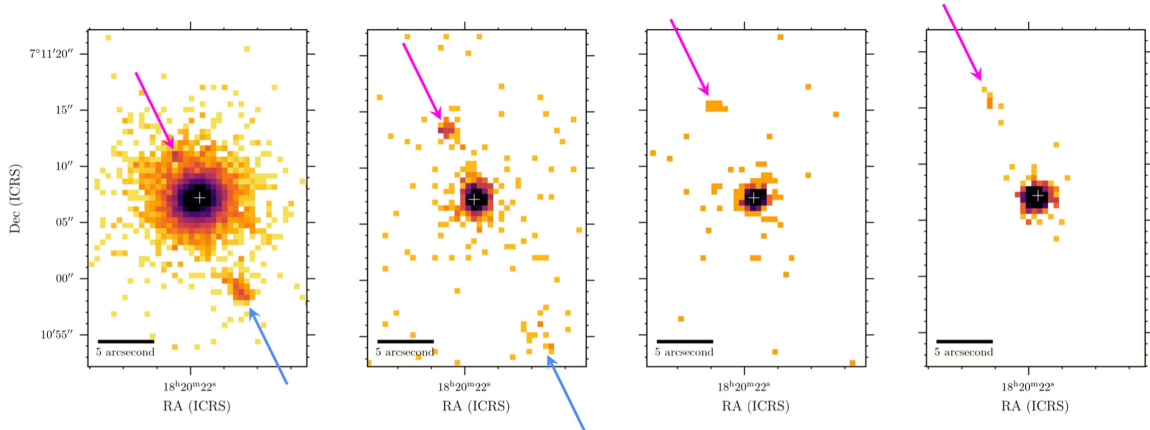 7°11′20″
15″
10″
05″
00″
10′55″
Dec (ICRS)
5 arcsecond
5 arcsecond
5 arcsecond
5 arcsecond
18ʰ20ᵐ22ˢ
18ʰ20ᵐ22ˢ
18ʰ20ᵐ22ˢ
18ʰ20ᵐ22ˢ
RA (ICRS)
RA (ICRS)
RA (ICRS)
RA (ICRS)